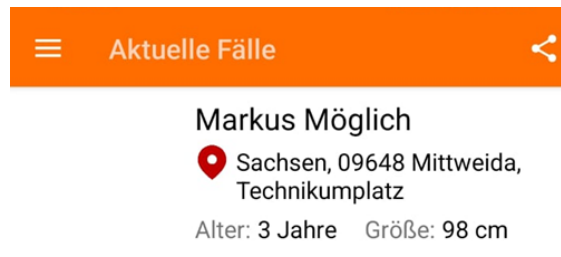 Aktuelle Fälle
Markus Möglich
Sachsen, 09648 Mittweida,
Technikumplatz
Alter: 3 Jahre Größe: 98 cm